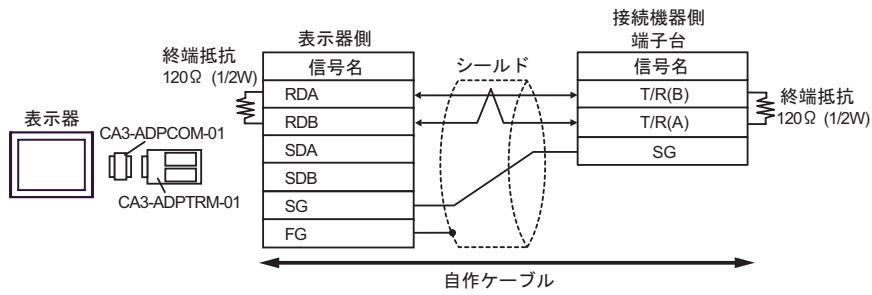 接続機器側
表示器側
端子台
終端抵抗
120Ω (1/2W)
信号名
シールド
信号名
RDA
T/R(B)
終端抵抗
120Ω (1/2W)
表示器
RDB
T/R(A)
CA3-ADPCOM-01
SDA
SG
SDB
CA3-ADPTRM-01
SG
FG
自作ケーブル